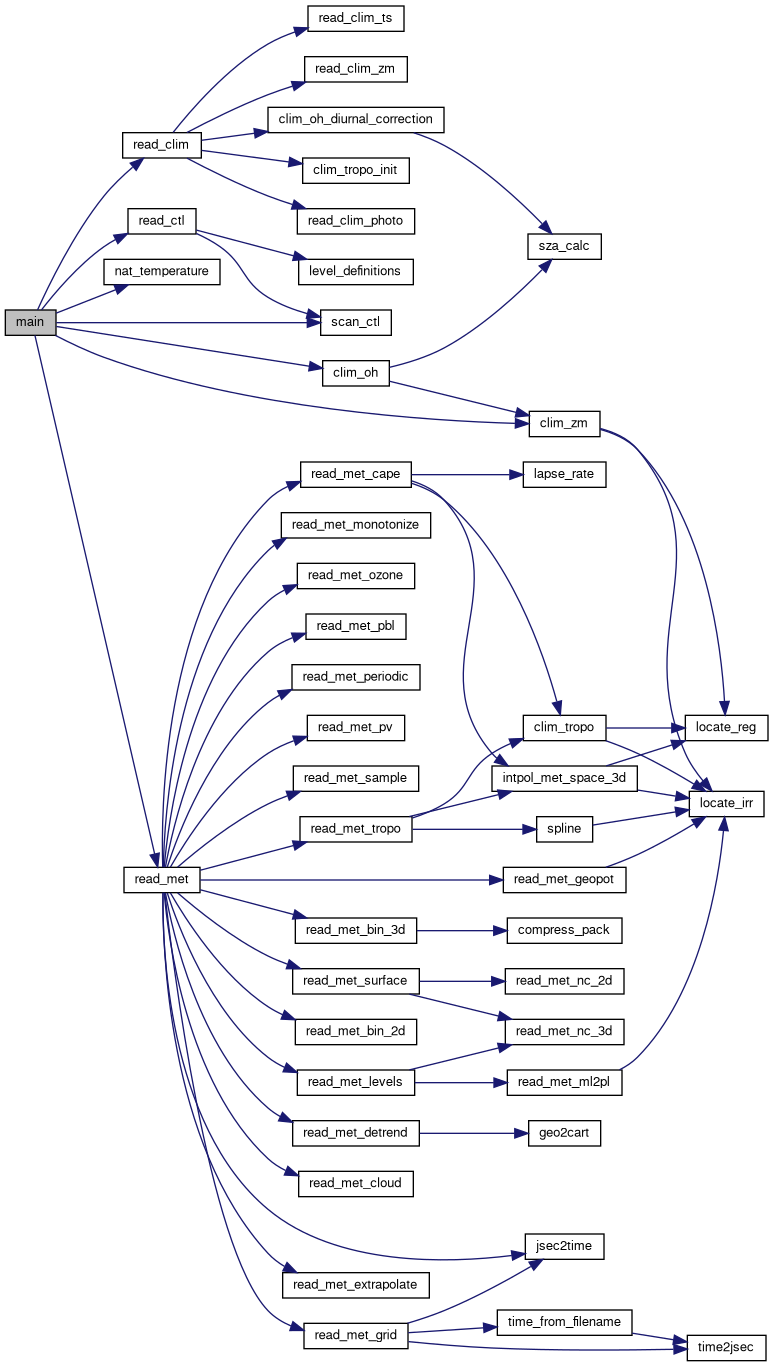 read_clim_ts
read_clim_zm
clim_oh_diurnal_correction
read_clim
clim_tropo_init
read_clim_photo
read_ctl
sza_calc
nat_temperature
level_definitions
main
scan_ctl
clim_oh
clim_zm
read_met_cape
lapse_rate
read_met_monotonize
read_met_ozone
read_met_pbl
read_met_periodic
read_met_pv
clim_tropo
locate_reg
read_met_sample
intpol_met_space_3d
locate_irr
read_met_tropo
spline
read_met
read_met_geopot
read_met_bin_3d
compress_pack
read_met_surface
read_met_nc_2d
read_met_bin_2d
read_met_nc_3d
read_met_levels
read_met_ml2pl
read_met_detrend
geo2cart
read_met_cloud
jsec2time
read_met_extrapolate
time_from_filename
read_met_grid
time2jsec